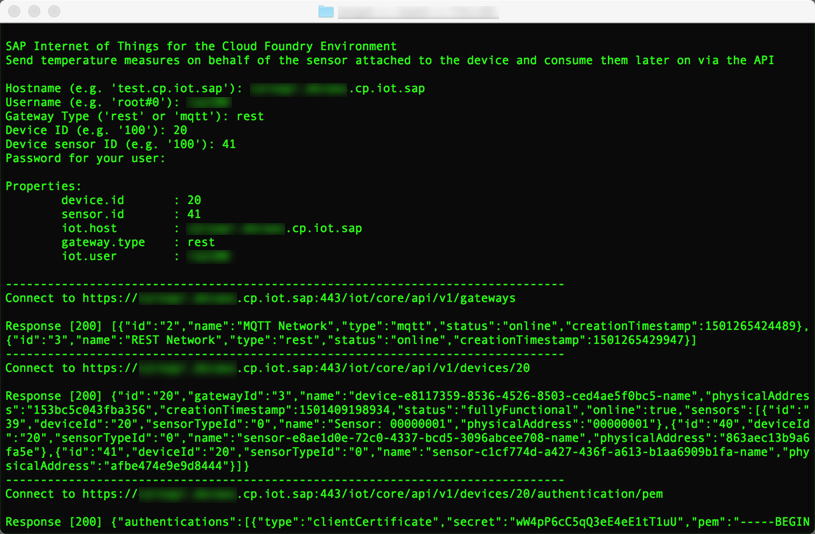 SAP Internet of Things for the Cloud Foundry Environment
Send temperature measures on behalf of the sensor attached to the device and consume them later on via the API
Hostname (e.g. 'test.cp.iot.sap'): .cp.iot.sap
Username (e.g. 'root#0'):
Gateway Type ('rest' or 'mqtt'): rest
Device ID (e.g. '100'): 20
Device sensor ID (e.g. '100'): 41
Password for your user:
Properties:
device.id : 20
sensor.id : 41
iot.host : .cp.iot.sap
gateway.type : rest
iot.user :
--------------------------------------------------------------------------------
Connect to https:// .cp.iot.sap:443/iot/core/api/v1/gateways
Response [200] [{"id":"2","name":"MQTT Network","type":"mqtt","status":"online","creationTimestamp":1501265424489},
{"id":"3","name":"REST Network","type":"rest","status":"online","creationTimestamp":1501265429947}]
--------------------------------------------------------------------------------
Connect to https:// .cp.iot.sap:443/iot/core/api/v1/devices/20
Response [200] {"id":"20","gatewayId":"3","name":"device-e8117359-8536-4526-8503-ced4ae5f0bc5-name","physicalAddres
s":"153bc5c043fba356","creationTimestamp":1501409198934,"status":"fullyFunctional","online":true,"sensors":[{"id":"
39","deviceId":"20","sensorTypeId":"0","name":"Sensor: 00000001","physicalAddress":"00000001"},{"id":"40","deviceId
":"20","sensorTypeId":"0","name":"sensor-e8ae1d0e-72c0-4337-bcd5-3096abcee708-name","physicalAddress":"863aec13b9a6
fa5e"},{"id":"41","deviceId":"20","sensorTypeId":"0","name":"sensor-c1cf774d-a427-436f-a613-b1aa6909b1fa-name","phy
sicalAddress":"afbe474e9e9d8444"}]}
--------------------------------------------------------------------------------
Connect to https:// .cp.iot.sap:443/iot/core/api/v1/devices/20/authentication/pem
Response [200] {"authentications":[{"type":"clientCertificate","secret":"wW4pP6cC5qQ3eE4eE1tT1uU","pem":"-----BEGIN